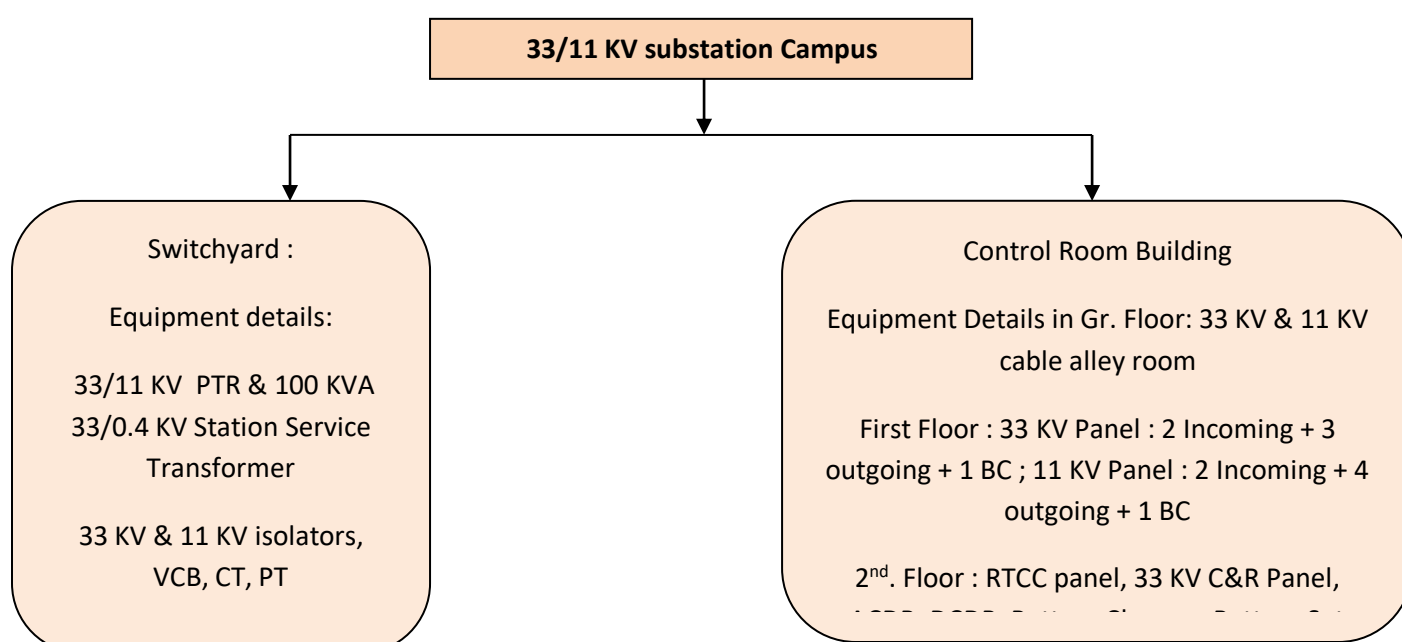 33/11 KV substation Campus
Switchyard :
Equipment details:
33/11 KV PTR & 100 KVA
33/0.4 KV Station Service
Transformer
33 KV & 11 KV isolators,
VCB, CT, PT
Control Room Building
Equipment Details in Gr. Floor: 33 KV & 11 KV
cable alley room
First Floor : 33 KV Panel : 2 Incoming + 3
outgoing + 1 BC ; 11 KV Panel : 2 Incoming + 4
outgoing + 1 BC
2nd. Floor : RTCC panel, 33 KV C&R Panel,